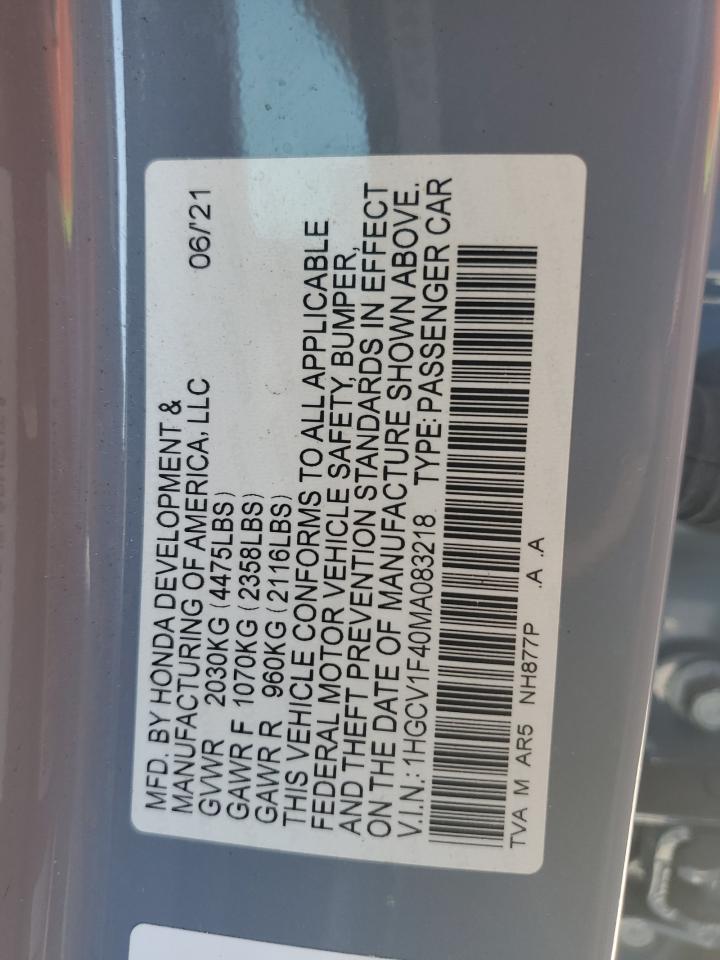 MFD. BY HONDA DEVELOPMENT &
MANUFACTURING OF AMERICA, LLC 06/'21
GVWR 2030KG (4475LBS)
GAWR F 1070KG (2358LBS)
GAWR R 960KG (2116LBS)
THIS VEHICLE CONFORMS TO ALL APPLICABLE
FEDERAL MOTOR VEHICLE SAFETY, BUMPER,
AND THEFT PREVENTION STANDARDS IN EFFECT
ON THE DATE OF MANUFACTURE SHOWN ABOVE.
V.I.N.: 1HGCV1F40MA083218 TYPE: PASSENGER CAR
TVA M AR5 NH877P .A .A